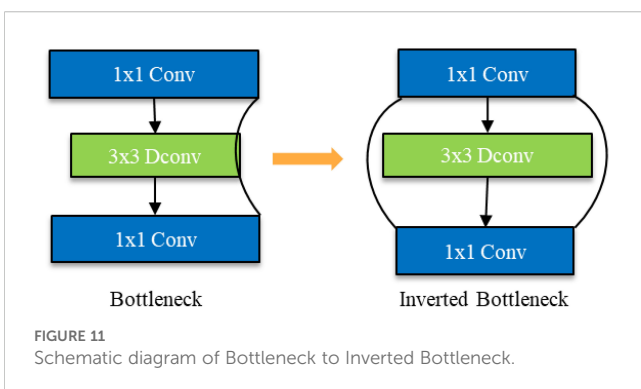 1x1 Conv
3x3 Dconv
1x1 Conv
Bottleneck
1x1 Conv
3x3 Dconv
1x1 Conv
Inverted Bottleneck
FIGURE 11
Schematic diagram of Bottleneck to Inverted Bottleneck.